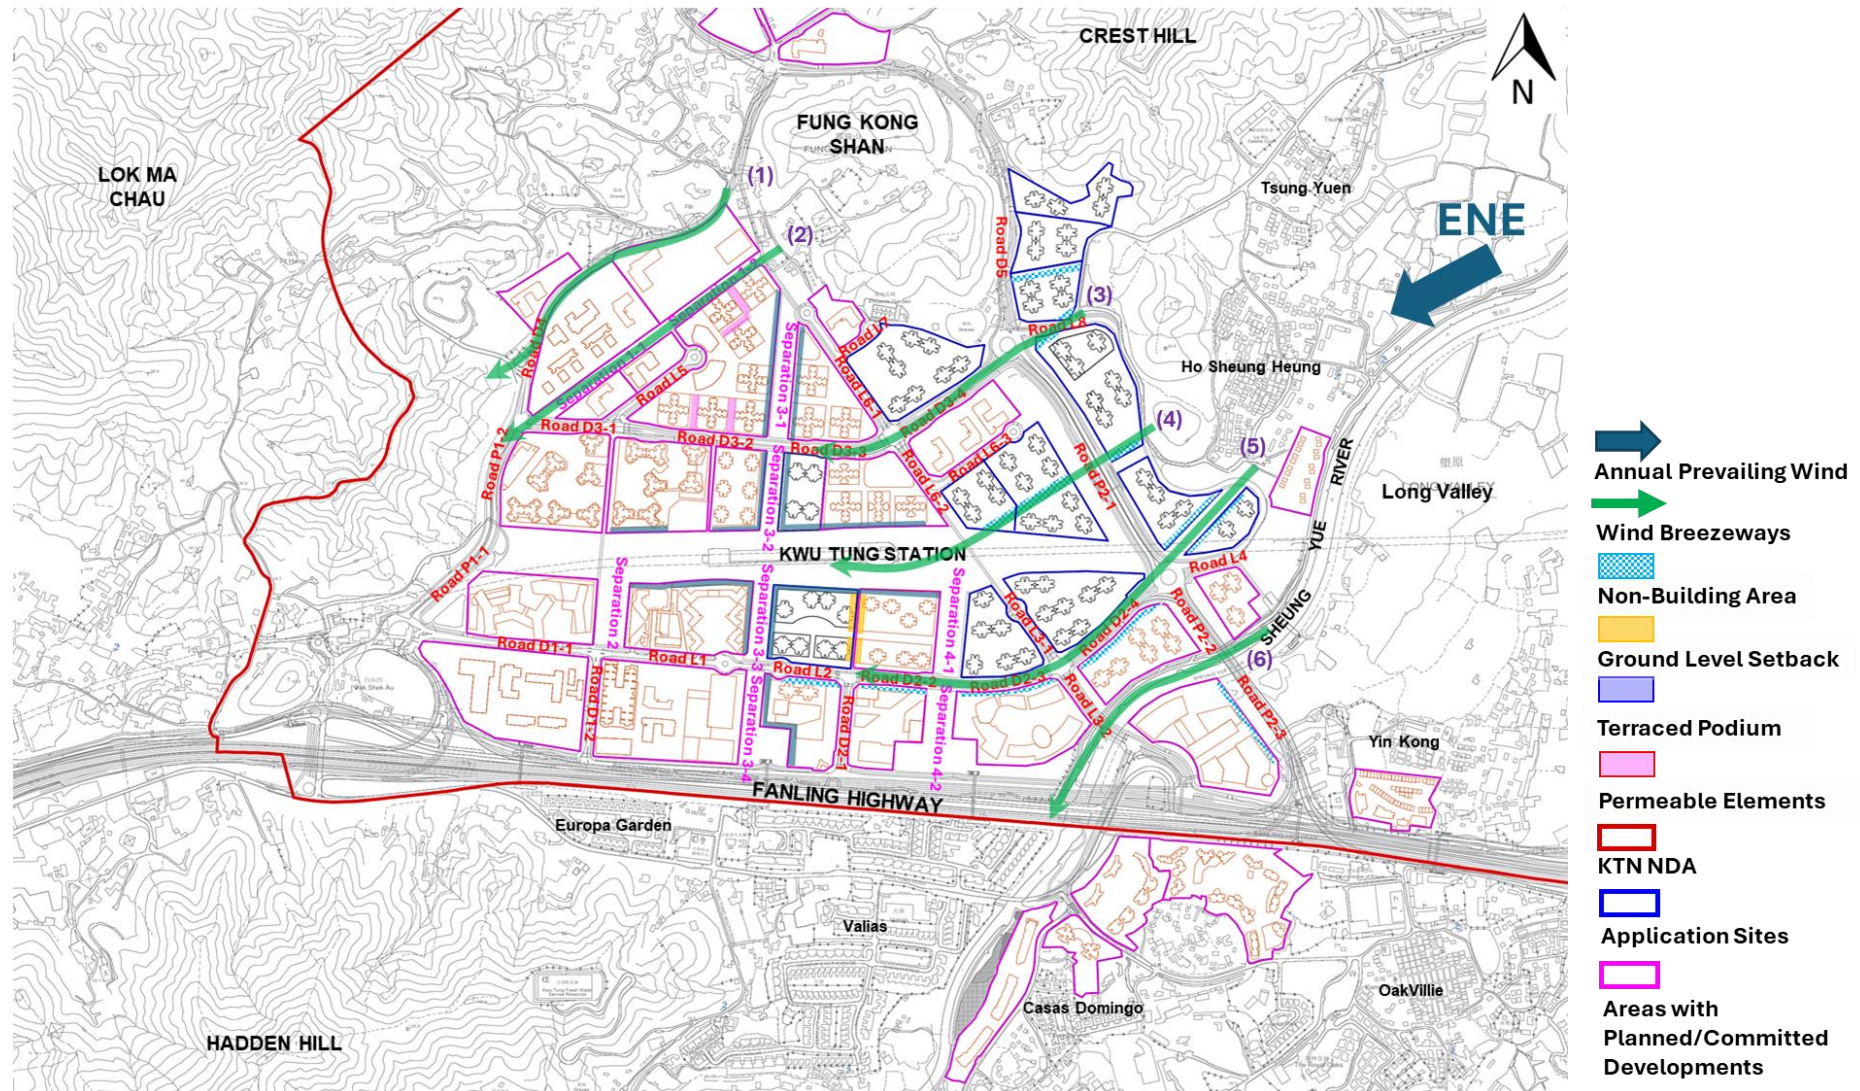 CREST HILL
N
FUNG KONG
SHAN
LOK MA
CHAU
(1)
Tsung Yuen
ENE
(2)
Road D5
Separation 1-2
(3)
Road L8
Road D4
Road L7
Separation 1-1
Road L5
Separation 3-1
Road L6-1
Ho Sheung Heung
Road D3-4
Road D3-1
Road D3-2
Road D3-3
(4)
(5)
Road P1-2
Road L6-3
Road L6-2
Road P2-1
Separation 3-2
RIVER
YUE
SHEUNG
Long Valley
KWU TUNG STATION
Road P1-1
Road L4
Separation 2
Separation 3-3
Separation 4-1
Road L3-1
Road D2-4
Road P2-2
Road D1-1
Road L1
Road L2
Road D2-2
Road D2-3
(6)
Road D1-2
Separation 3-4
Road D2-1
Separation 4-2
Road L3-2
Road P2-3
Yin Kong
FANLING HIGHWAY
Europa Garden
Valias
Casas Domingo
OakVillie
HADDEN HILL
Annual Prevailing Wind
Wind Breezeways
Non-Building Area
Ground Level Setback
Terraced Podium
Permeable Elements
KTN NDA
Application Sites
Areas with
Planned/Committed
Developments